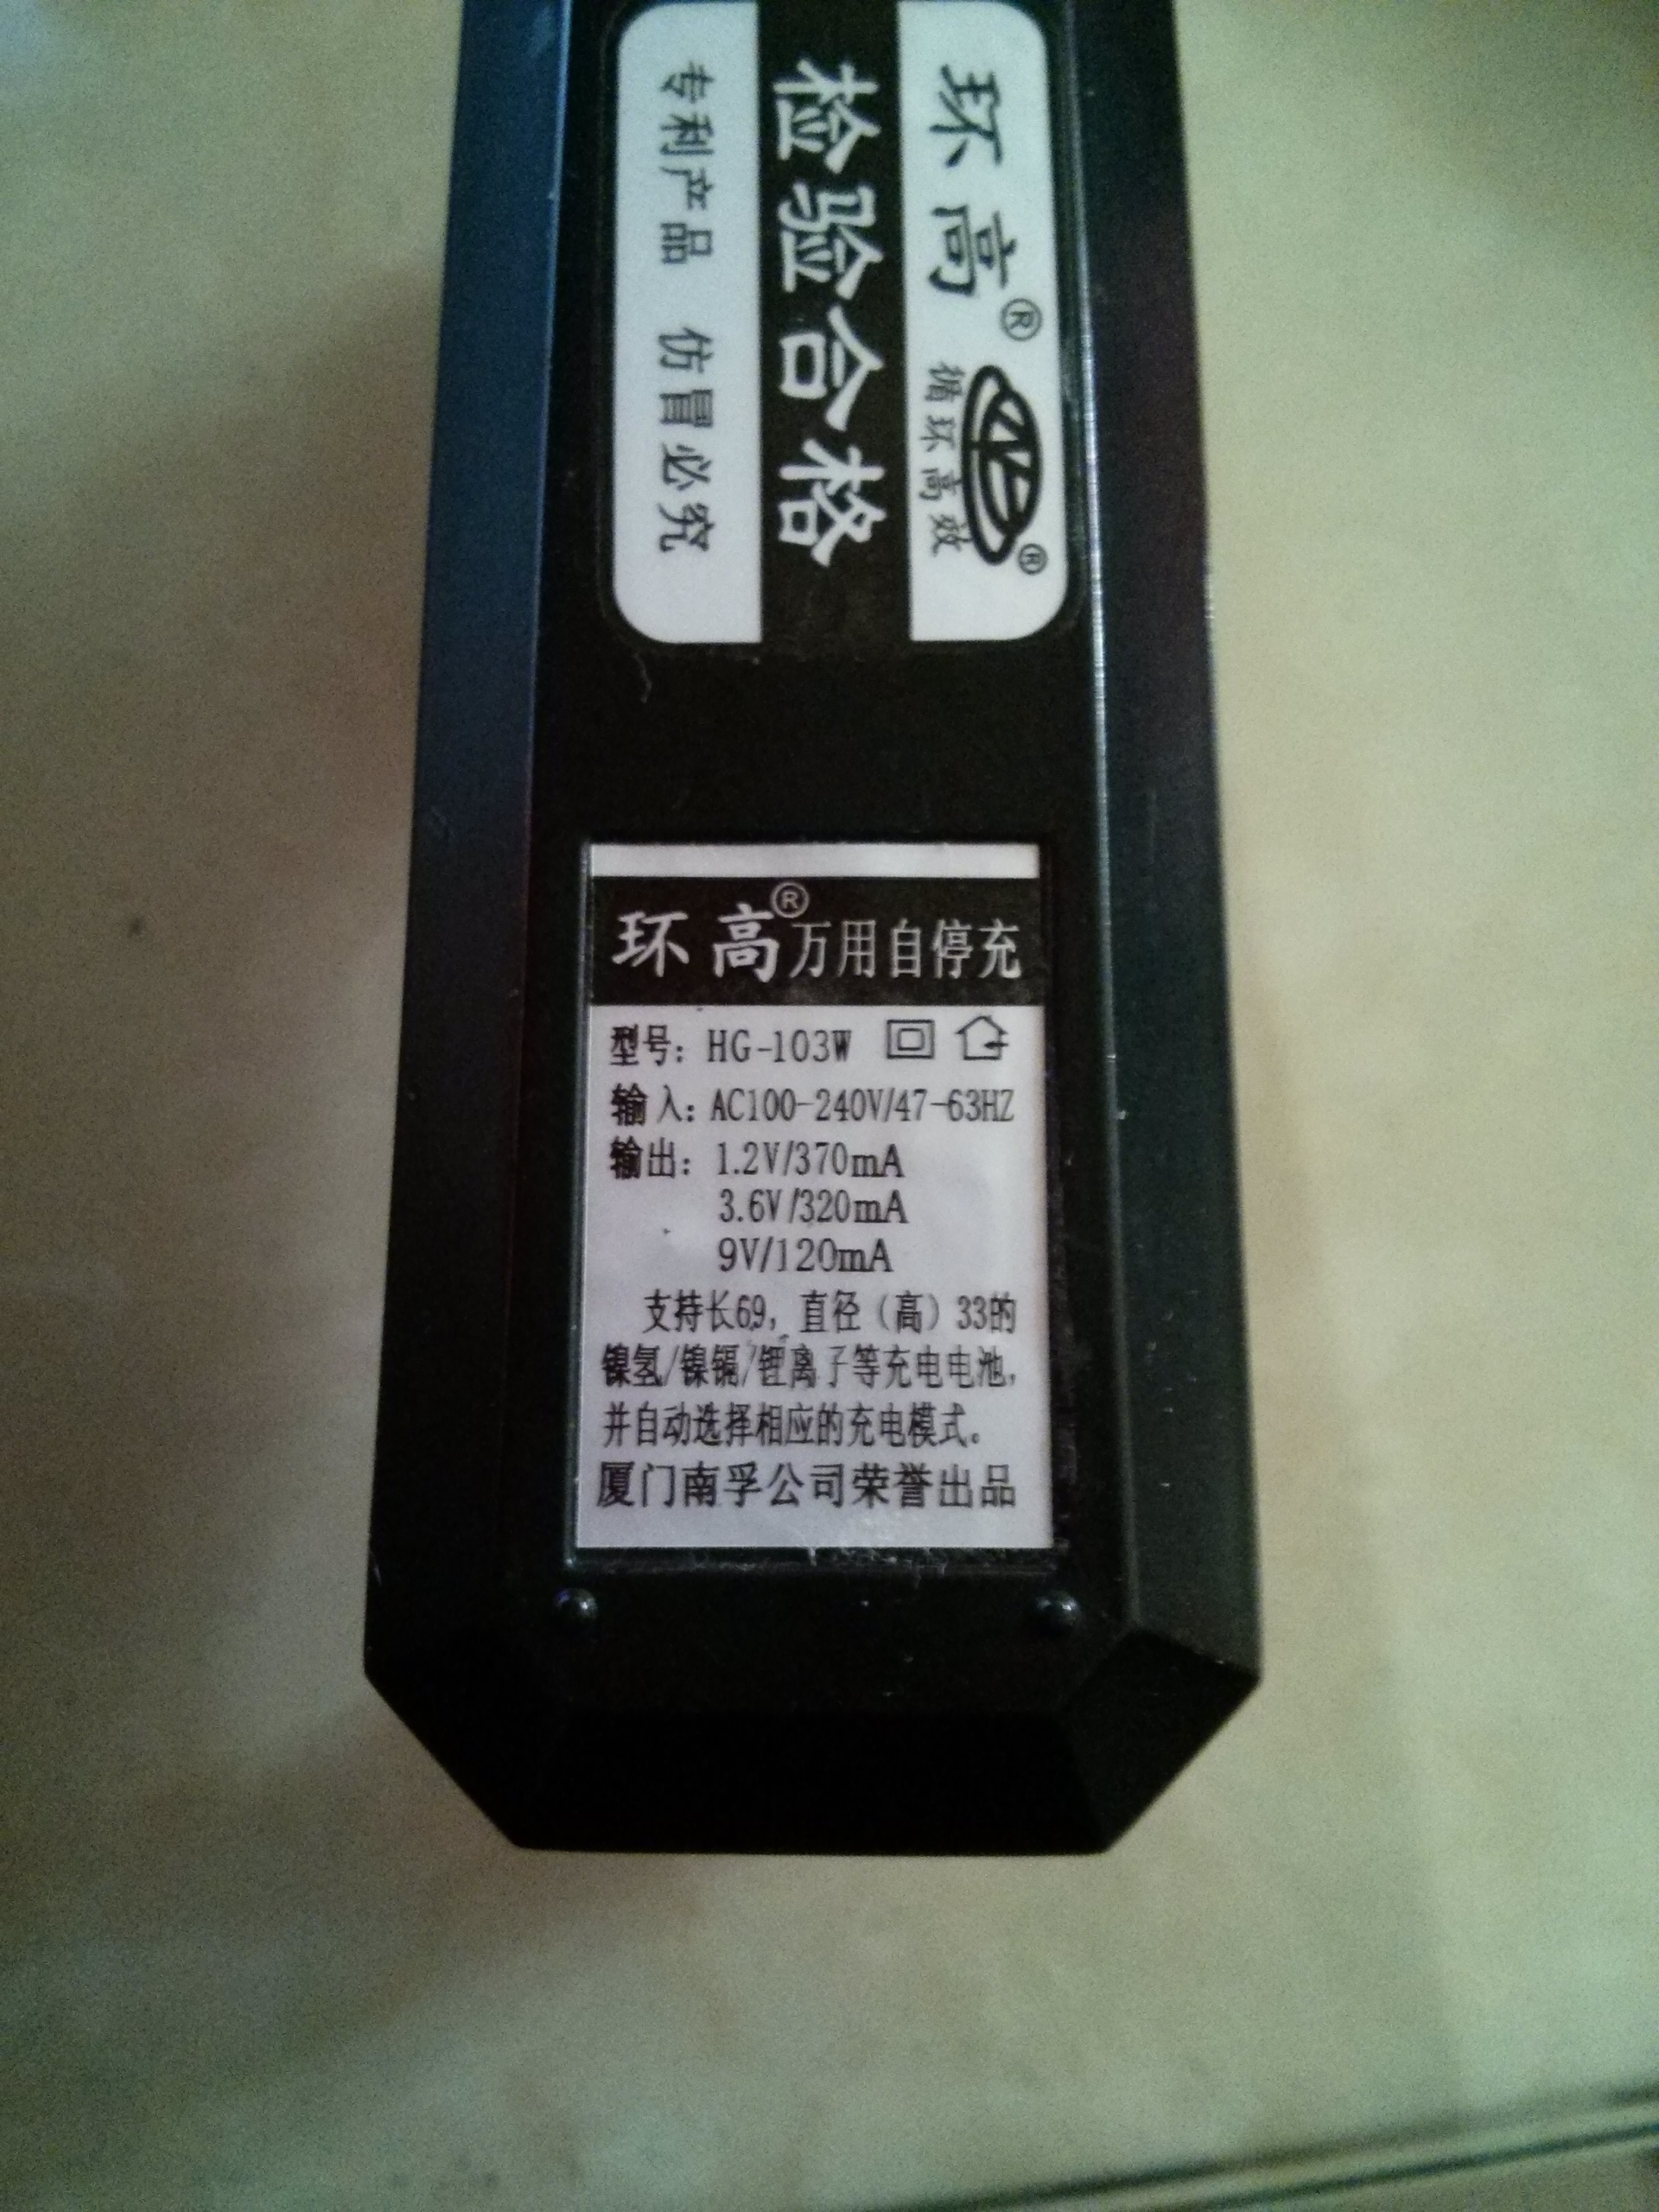 环高®
循环高效®
检验合格
专利产品 仿冒必究
环高®万用自停充
型号：HG-103W
输入：AC100-240V/47-63HZ
输出：1.2V/370mA
3.6V/320mA
9V/120mA
支持长69，直径（高）33的
镍氢/镍镉/锂离子等充电电池，
并自动选择相应的充电模式。
厦门南孚公司荣誉出品